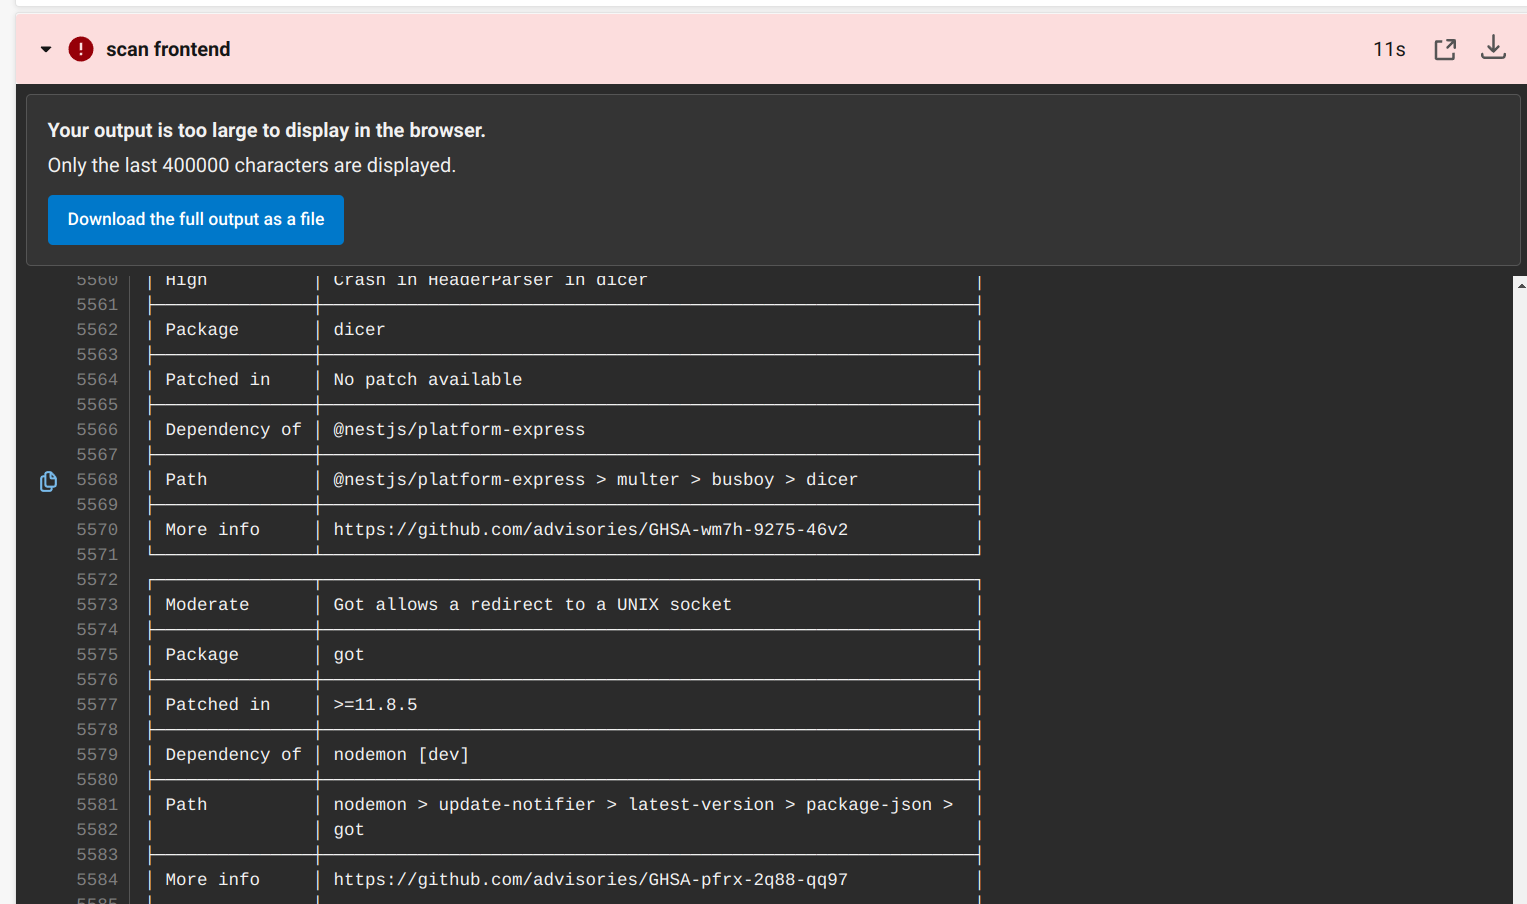 scan frontend 11s
Your output is too large to display in the browser.
Only the last 400000 characters are displayed.
Download the full output as a file
5560 │ High │ Crash in HeaderParser in dicer │
5561
5562 │ Package │ dicer │
5563
5564 │ Patched in │ No patch available │
5565
5566 │ Dependency of │ @nestjs/platform-express │
5567
5568 │ Path │ @nestjs/platform-express > multer > busboy > dicer │
5569
5570 │ More info │ https://github.com/advisories/GHSA-wm7h-9275-46v2 │
5571
5572
5573 │ Moderate │ Got allows a redirect to a UNIX socket │
5574
5575 │ Package │ got │
5576
5577 │ Patched in │ >=11.8.5 │
5578
5579 │ Dependency of │ nodemon [dev] │
5580
5581 │ Path │ nodemon > update-notifier > latest-version > package-json > │
5582 │ │ got │
5583
5584 │ More info │ https://github.com/advisories/GHSA-pfrx-2q88-qq97 │
5585